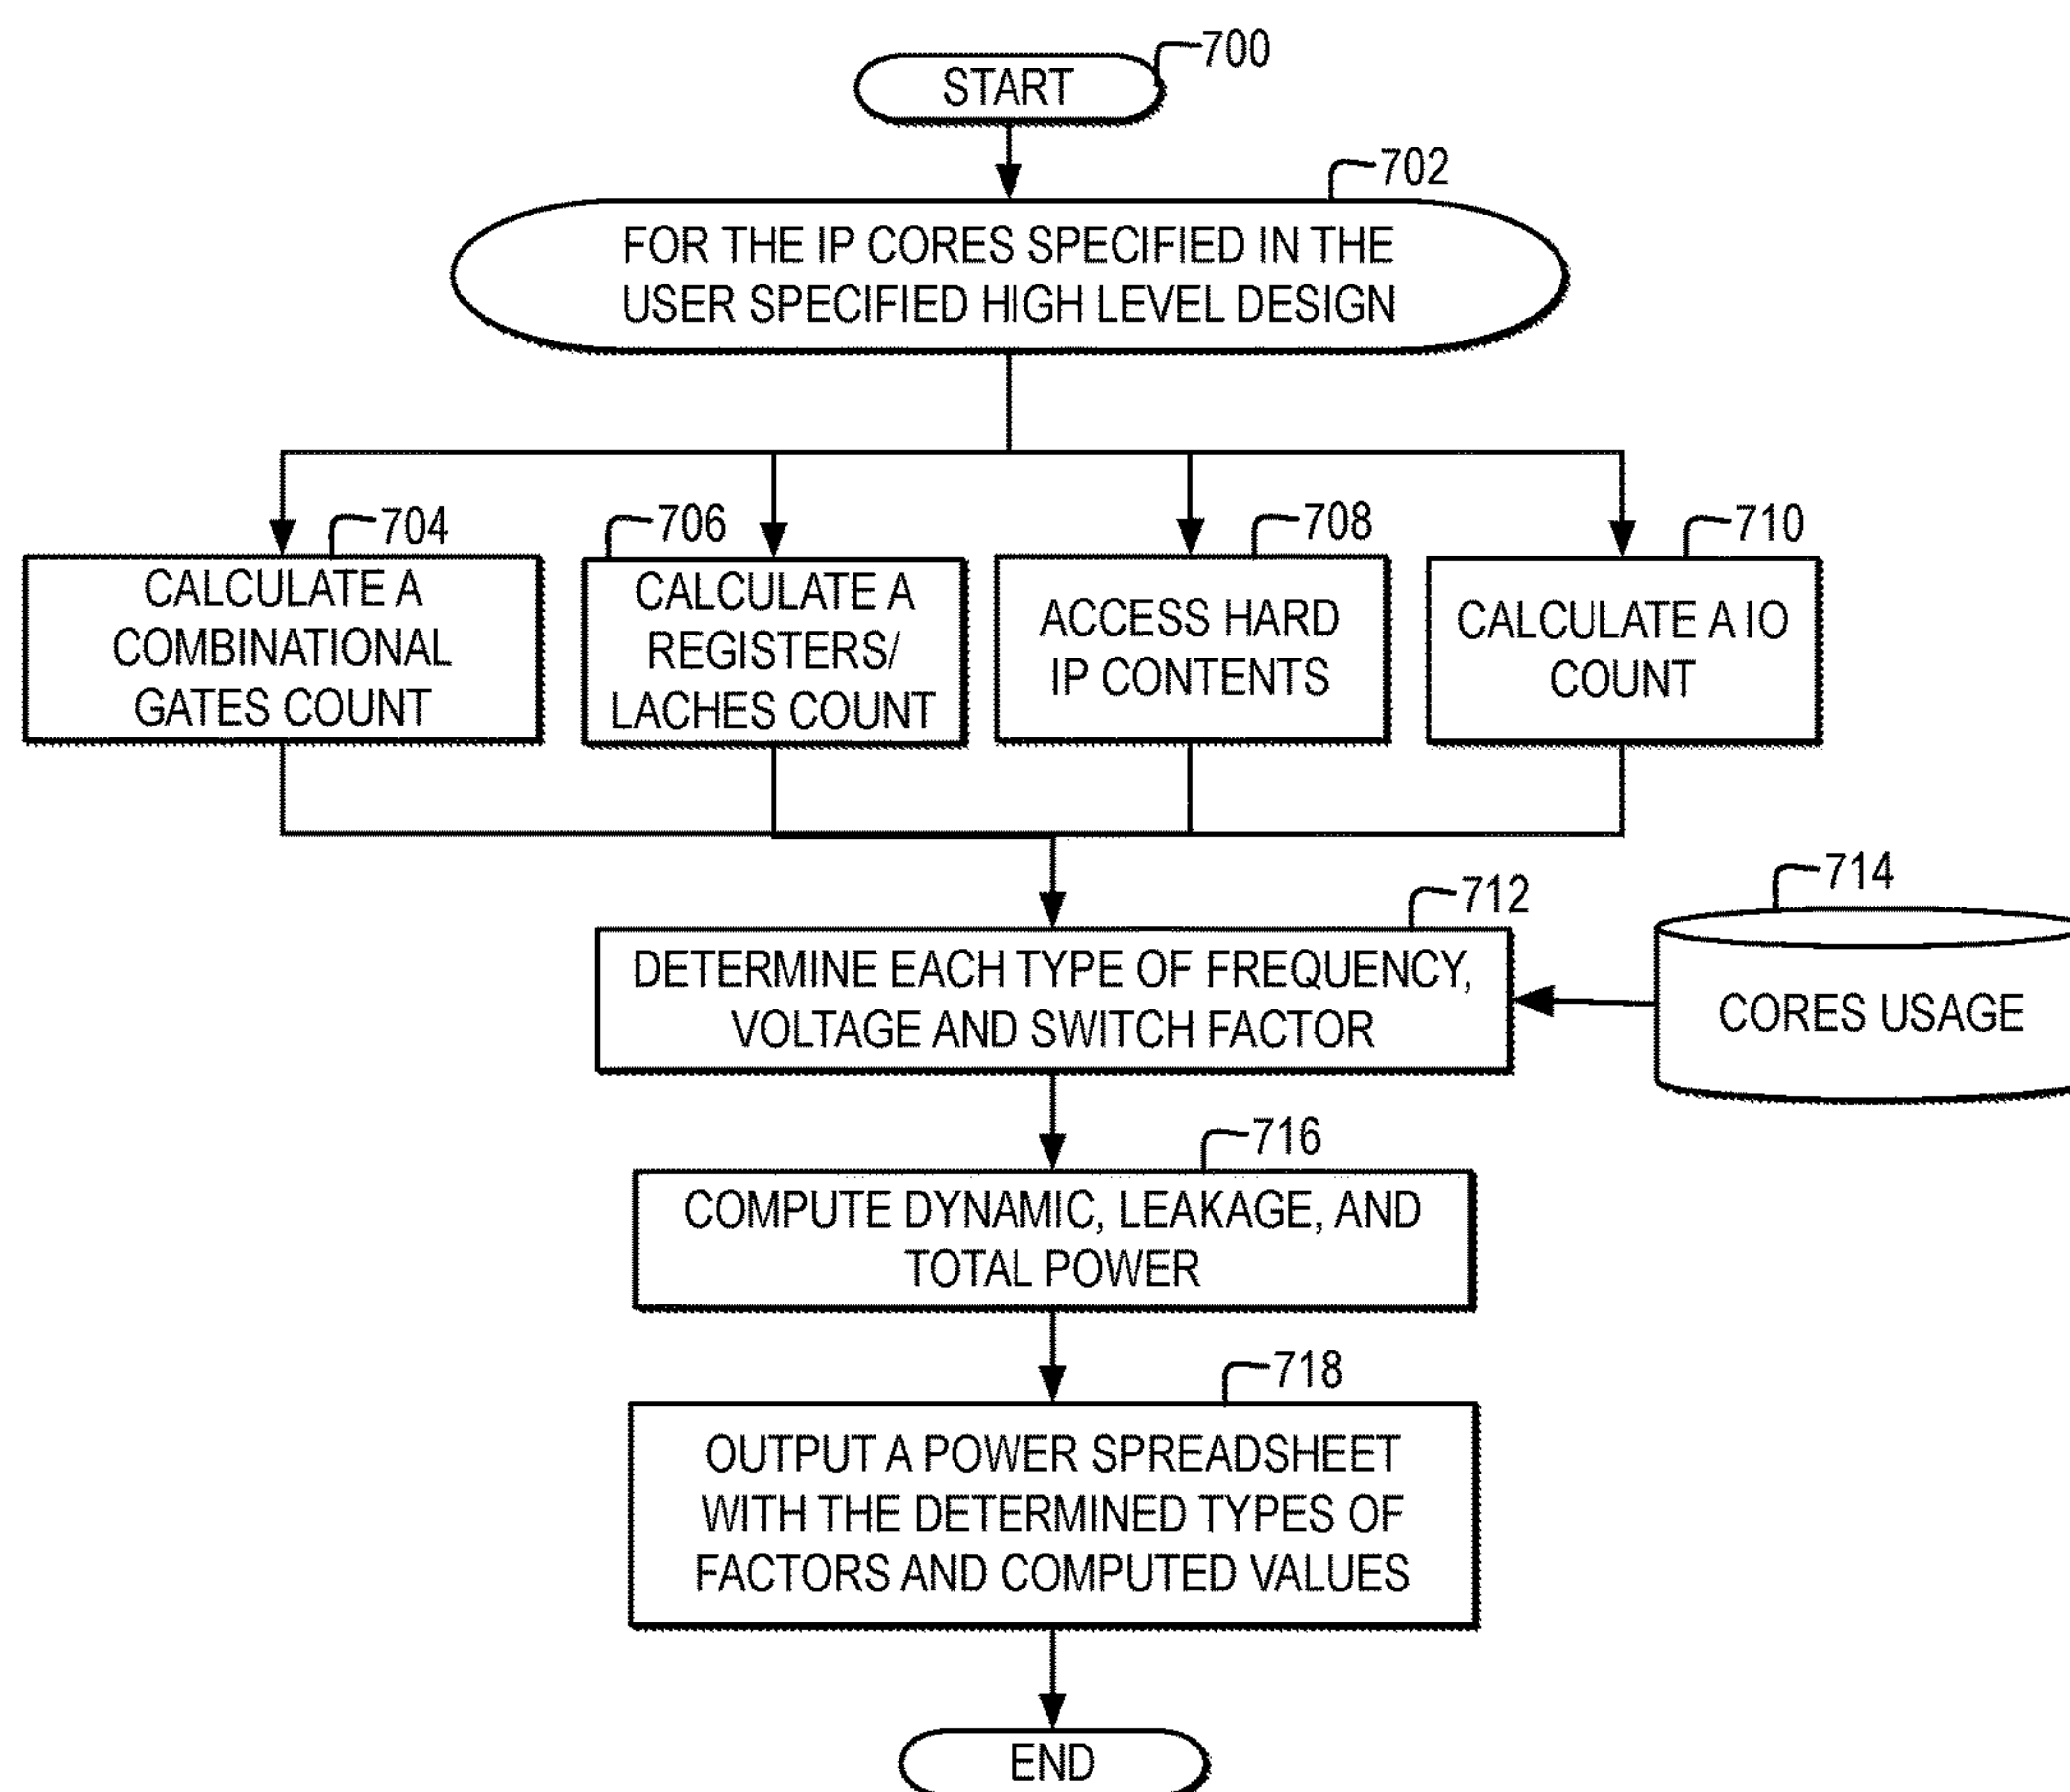 700
START
702
FOR THE IP CORES SPECIFIED IN THE
USER SPECIFIED HIGH LEVEL DESIGN
704
CALCULATE A
COMBINATIONAL
GATES COUNT
706
CALCULATE A
REGISTERS/
LACHES COUNT
708
ACCESS HARD
IP CONTENTS
710
CALCULATE A IO
COUNT
712
DETERMINE EACH TYPE OF FREQUENCY,
VOLTAGE AND SWITCH FACTOR
714
CORES USAGE
716
COMPUTE DYNAMIC, LEAKAGE, AND
TOTAL POWER
718
OUTPUT A POWER SPREADSHEET
WITH THE DETERMINED TYPES OF
FACTORS AND COMPUTED VALUES
END